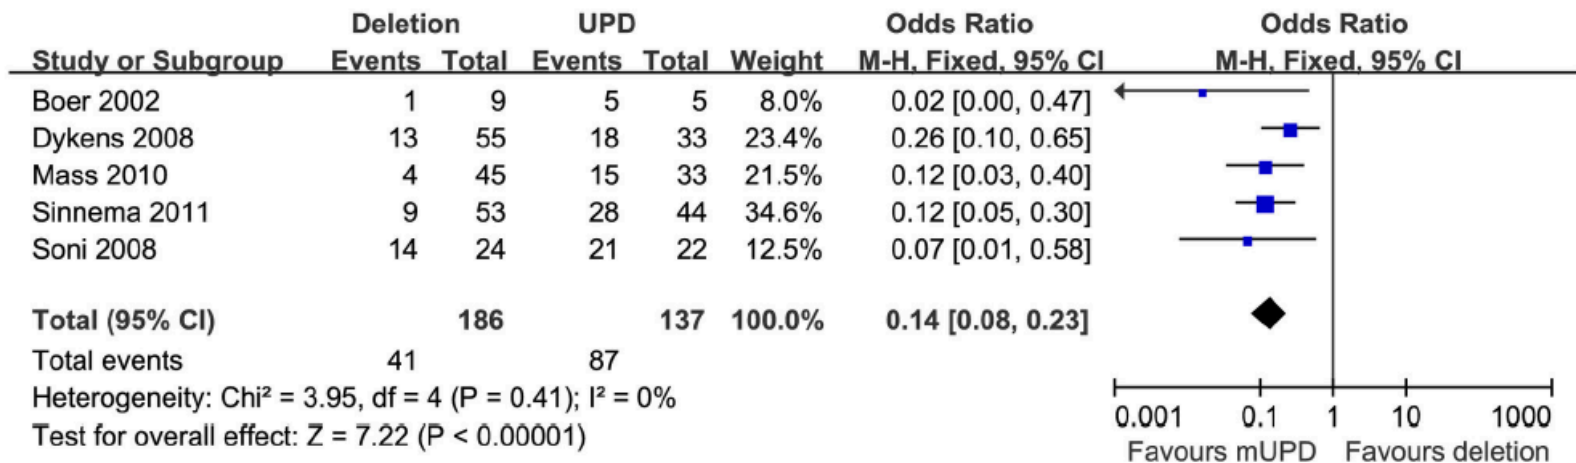 Deletion UPD Odds Ratio Odds Ratio
Study or Subgroup Events Total Events Total Weight M-H, Fixed, 95% CI M-H, Fixed, 95% CI
Boer 2002 1 9 5 5 8.0% 0.02 [0.00, 0.47]
Dykens 2008 13 55 18 33 23.4% 0.26 [0.10, 0.65]
Mass 2010 4 45 15 33 21.5% 0.12 [0.03, 0.40]
Sinnema 2011 9 53 28 44 34.6% 0.12 [0.05, 0.30]
Soni 2008 14 24 21 22 12.5% 0.07 [0.01, 0.58]
Total (95% CI) 186 137 100.0% 0.14 [0.08, 0.23]
Total events 41 87
Heterogeneity: Chi² = 3.95, df = 4 (P = 0.41); I² = 0%
Test for overall effect: Z = 7.22 (P < 0.00001)
0.001 0.1 1 10 1000
Favours mUPD Favours deletion